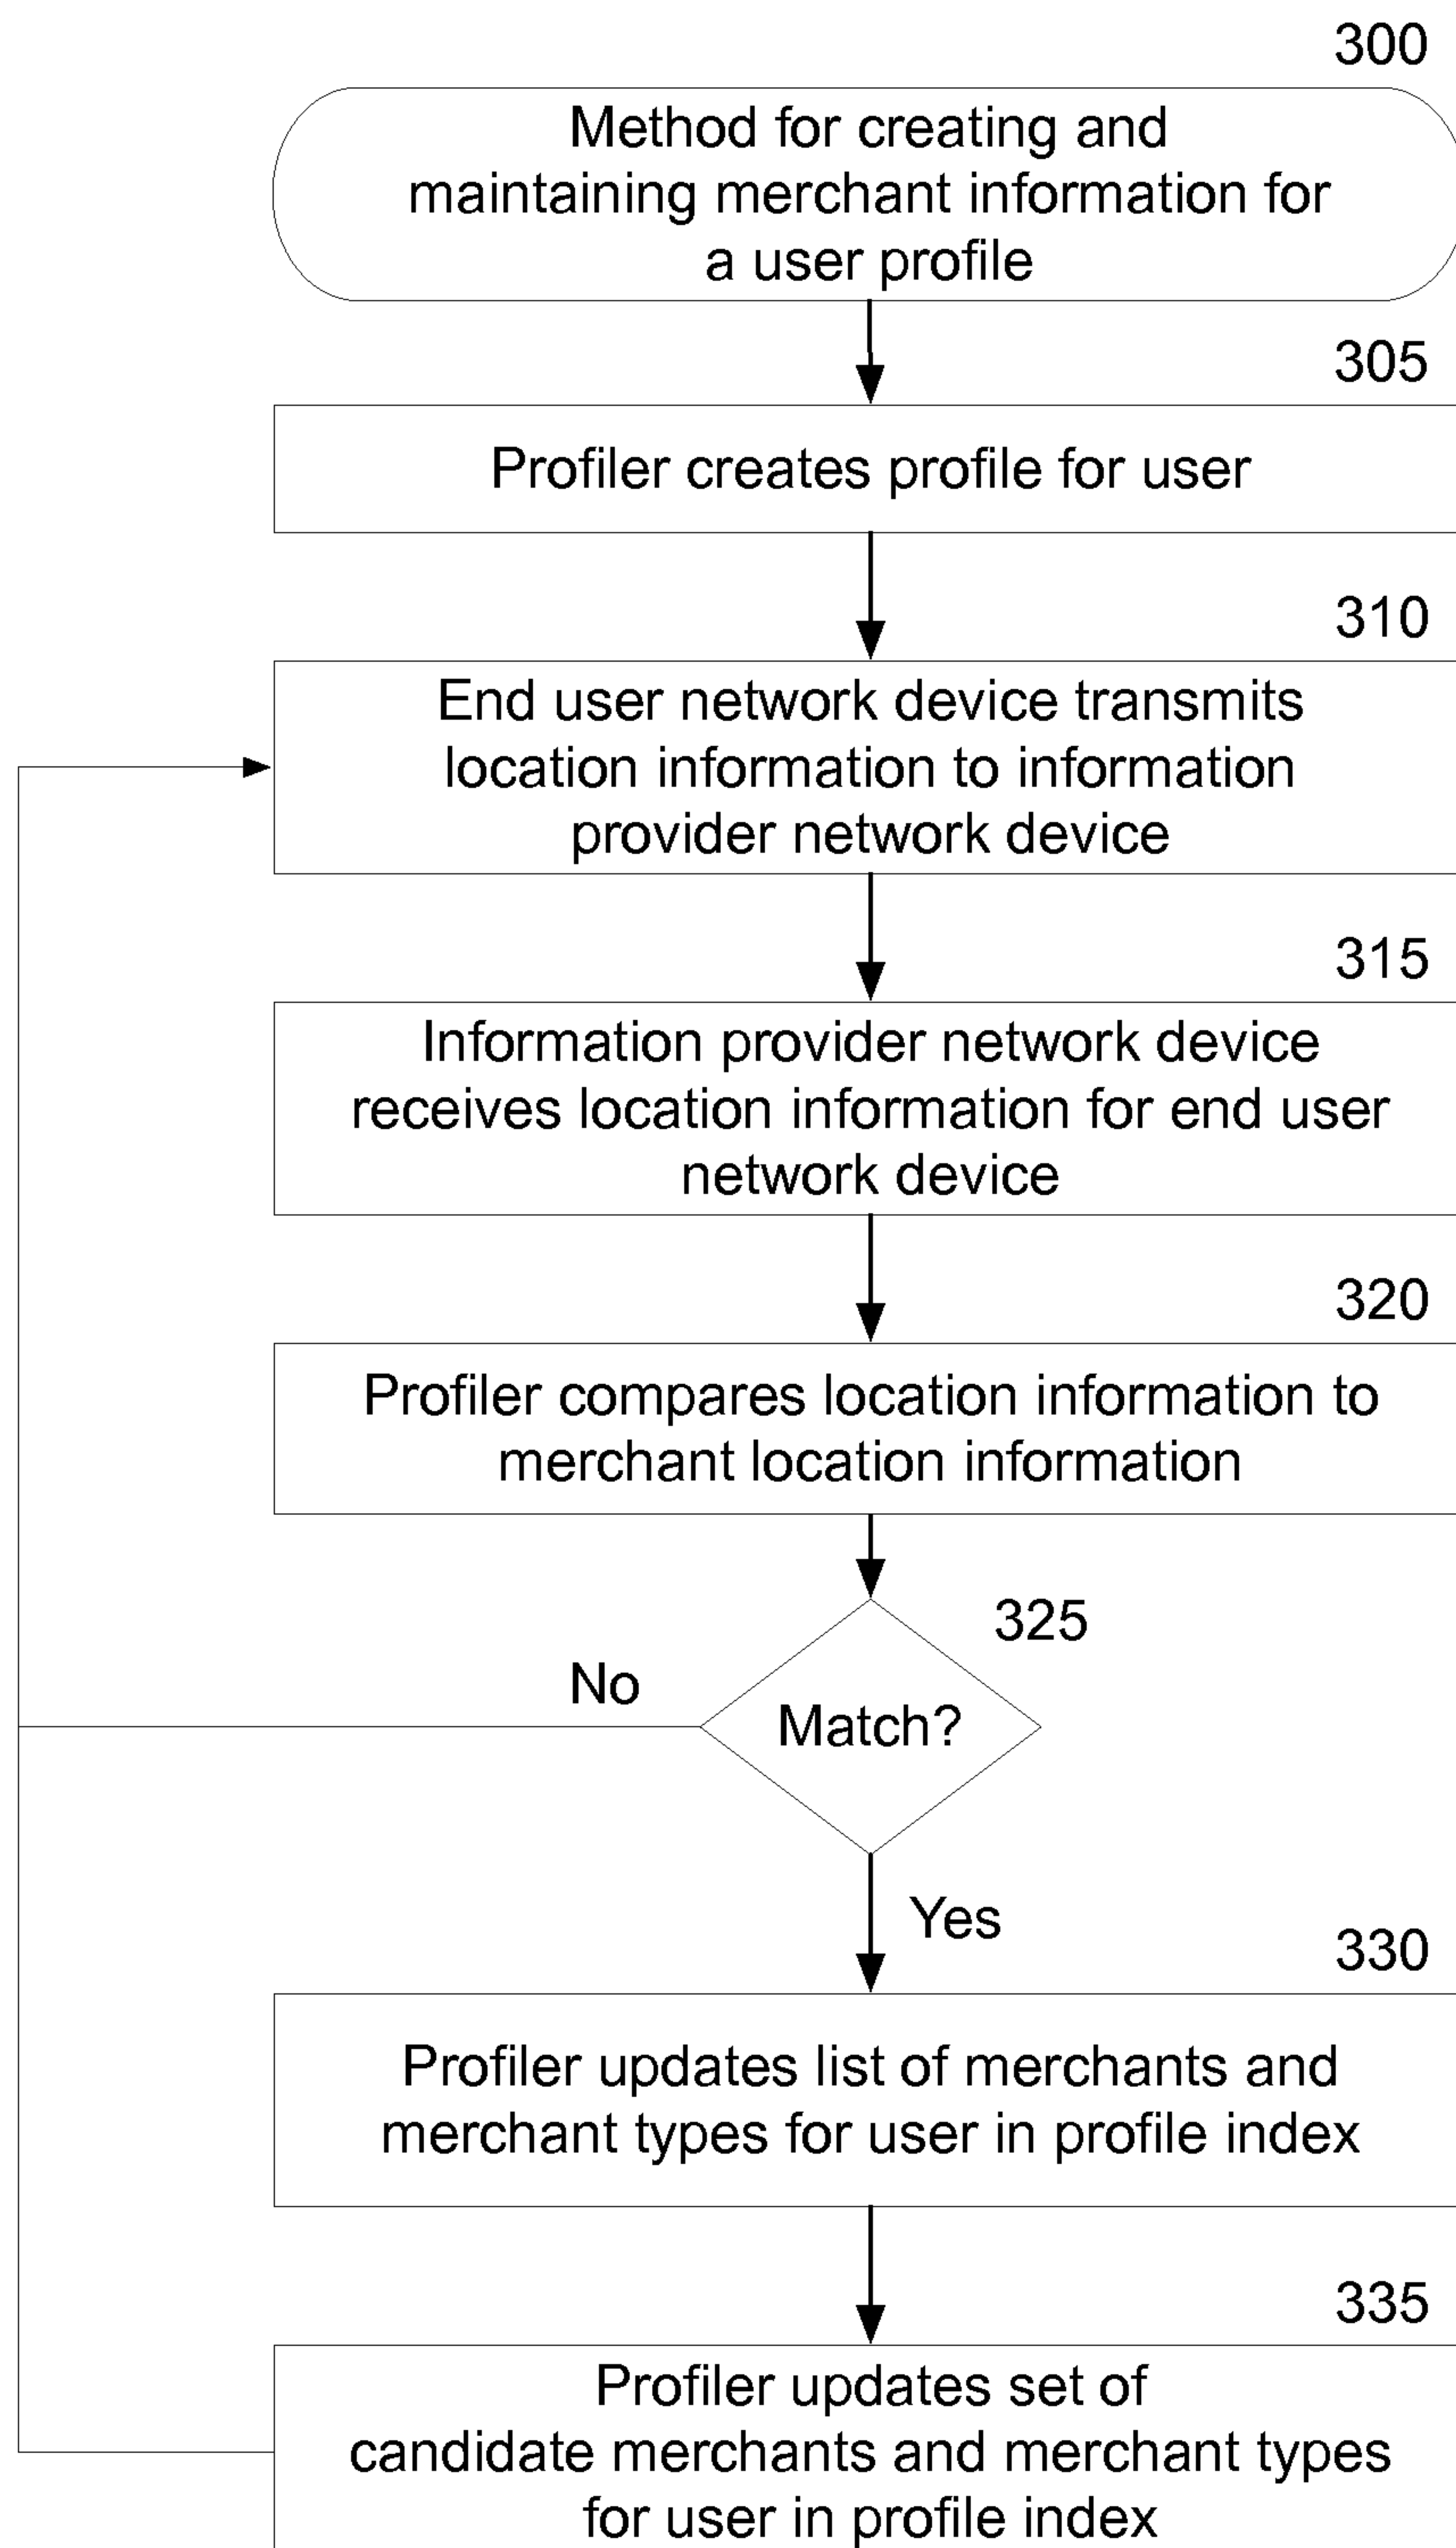 300
Method for creating and
maintaining merchant information for
a user profile
305
Profiler creates profile for user
310
End user network device transmits
location information to information
provider network device
315
Information provider network device
receives location information for end user
network device
320
Profiler compares location information to
merchant location information
325
Match?
No
Yes
330
Profiler updates list of merchants and
merchant types for user in profile index
335
Profiler updates set of
candidate merchants and merchant types
for user in profile index